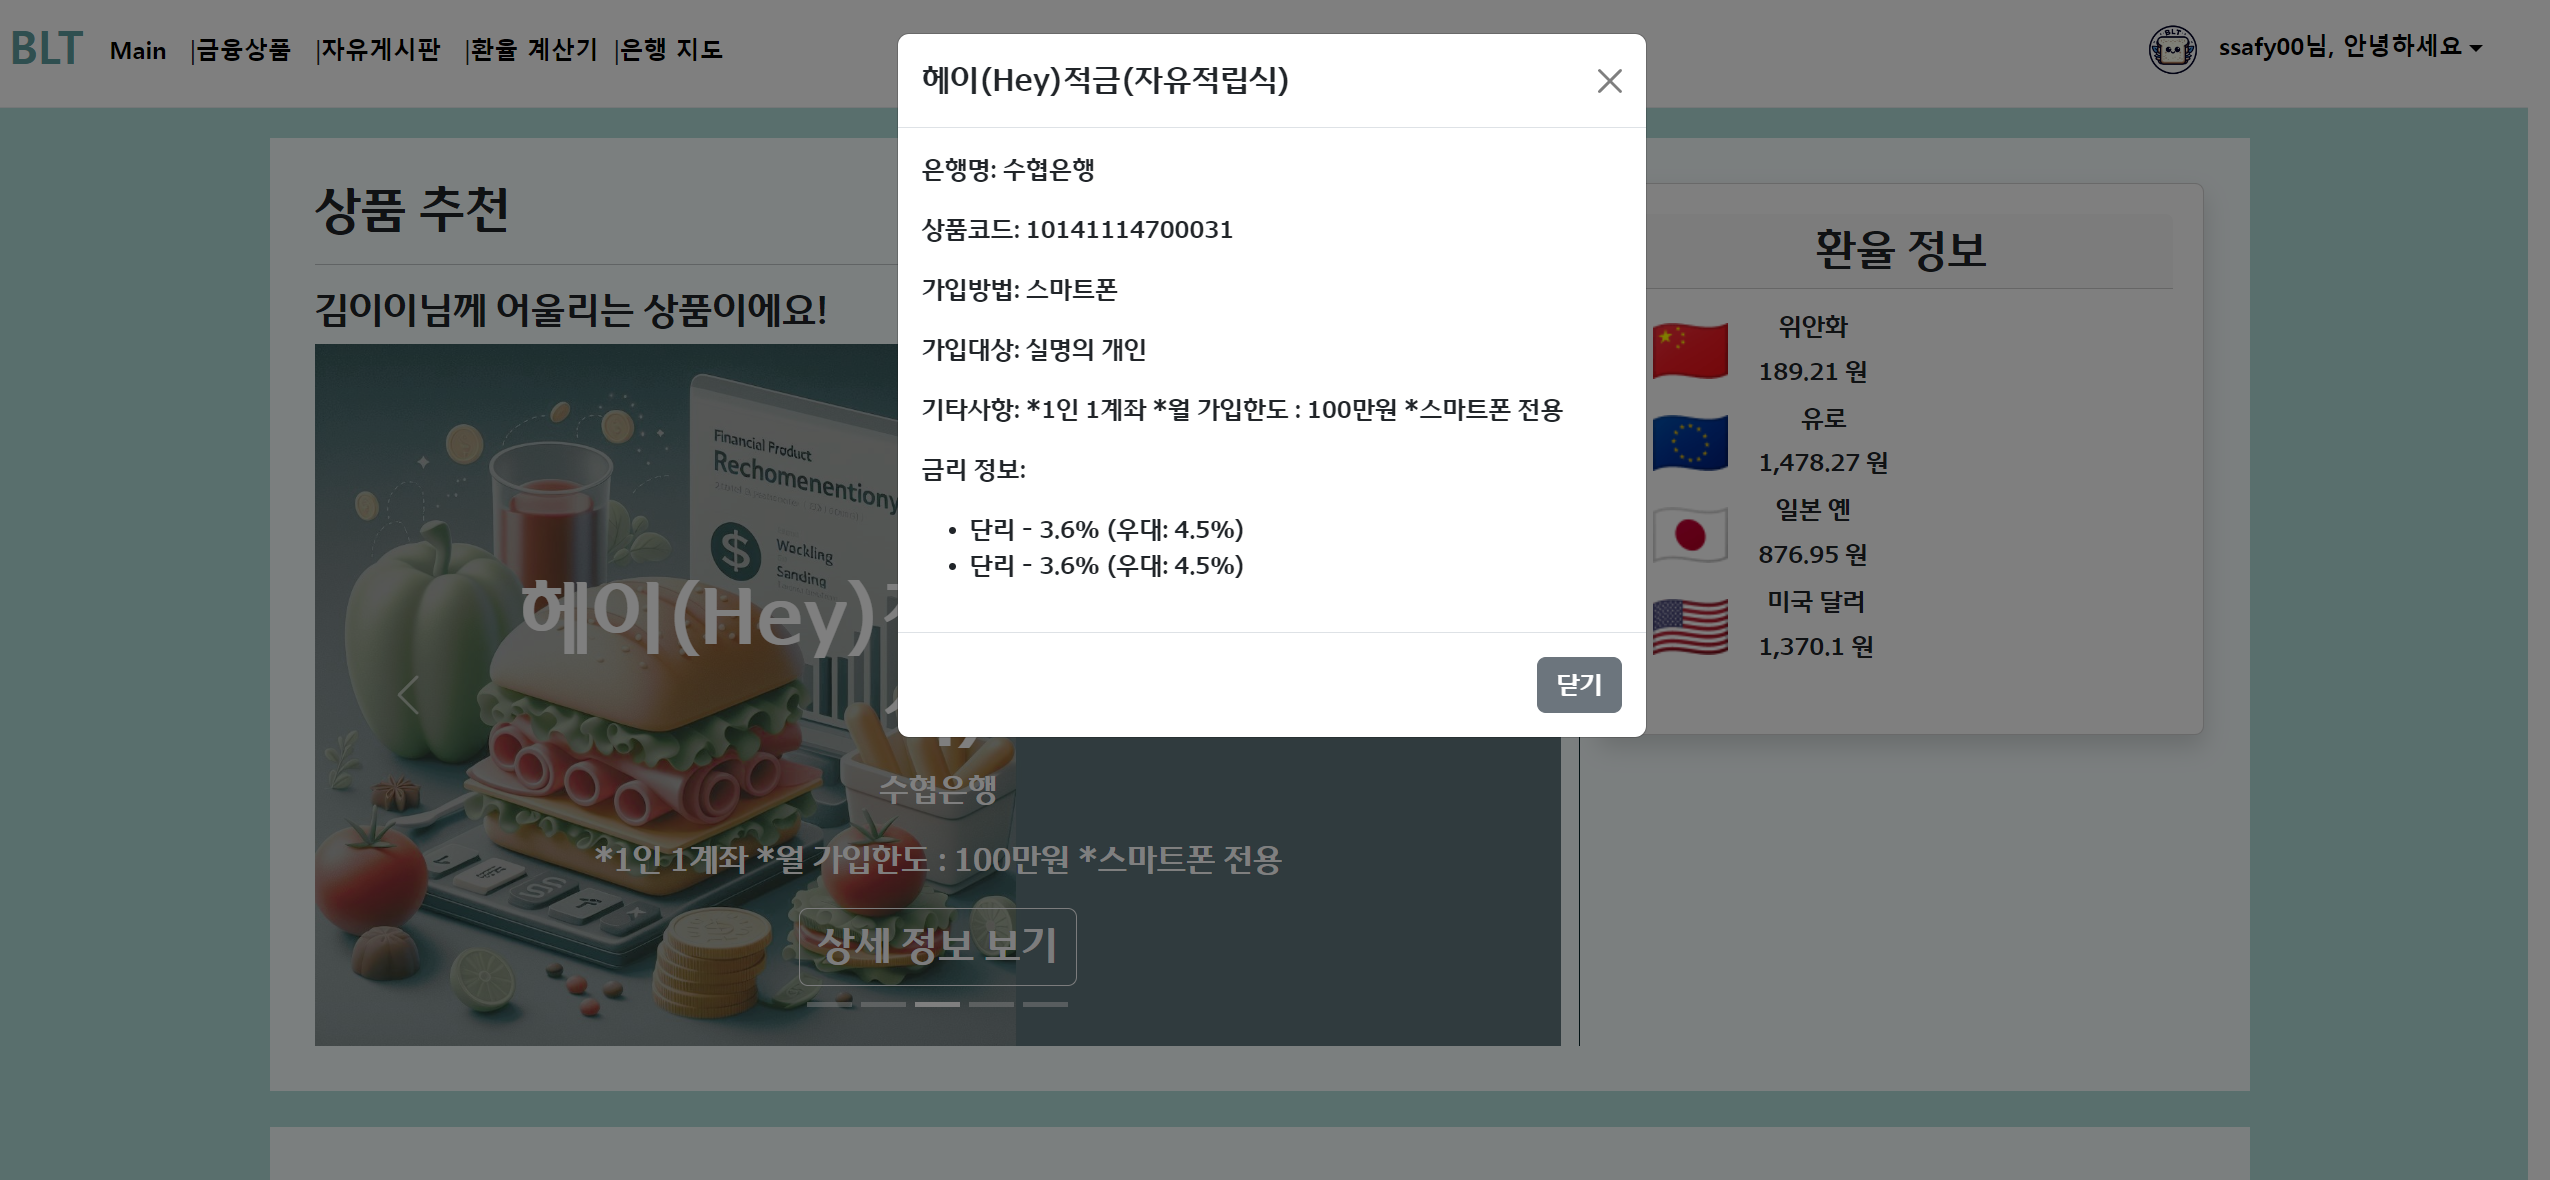 BLT Main |금융상품 |자유게시판 |환율 계산기 |은행 지도
BLT
ssafy00님, 안녕하세요
헤이(Hey)적금(자유적립식)
은행명: 수협은행
상품코드: 10141114700031
가입방법: 스마트폰
가입대상: 실명의 개인
기타사항: *1인 1계좌 *월 가입한도 : 100만원 *스마트폰 전용
금리 정보:
• 단리 - 3.6% (우대: 4.5%)
• 단리 - 3.6% (우대: 4.5%)
닫기
상품 추천
김이이님께 어울리는 상품이에요!
Financial Product
Rechomenentiony
Wockling
Sanding
헤이(Hey)
수협은행
*1인 1계좌 *월 가입한도 : 100만원 *스마트폰 전용
상세 정보 보기
환율 정보
위안화
189.21 원
유로
1,478.27 원
일본 옌
876.95 원
미국 달러
1,370.1 원